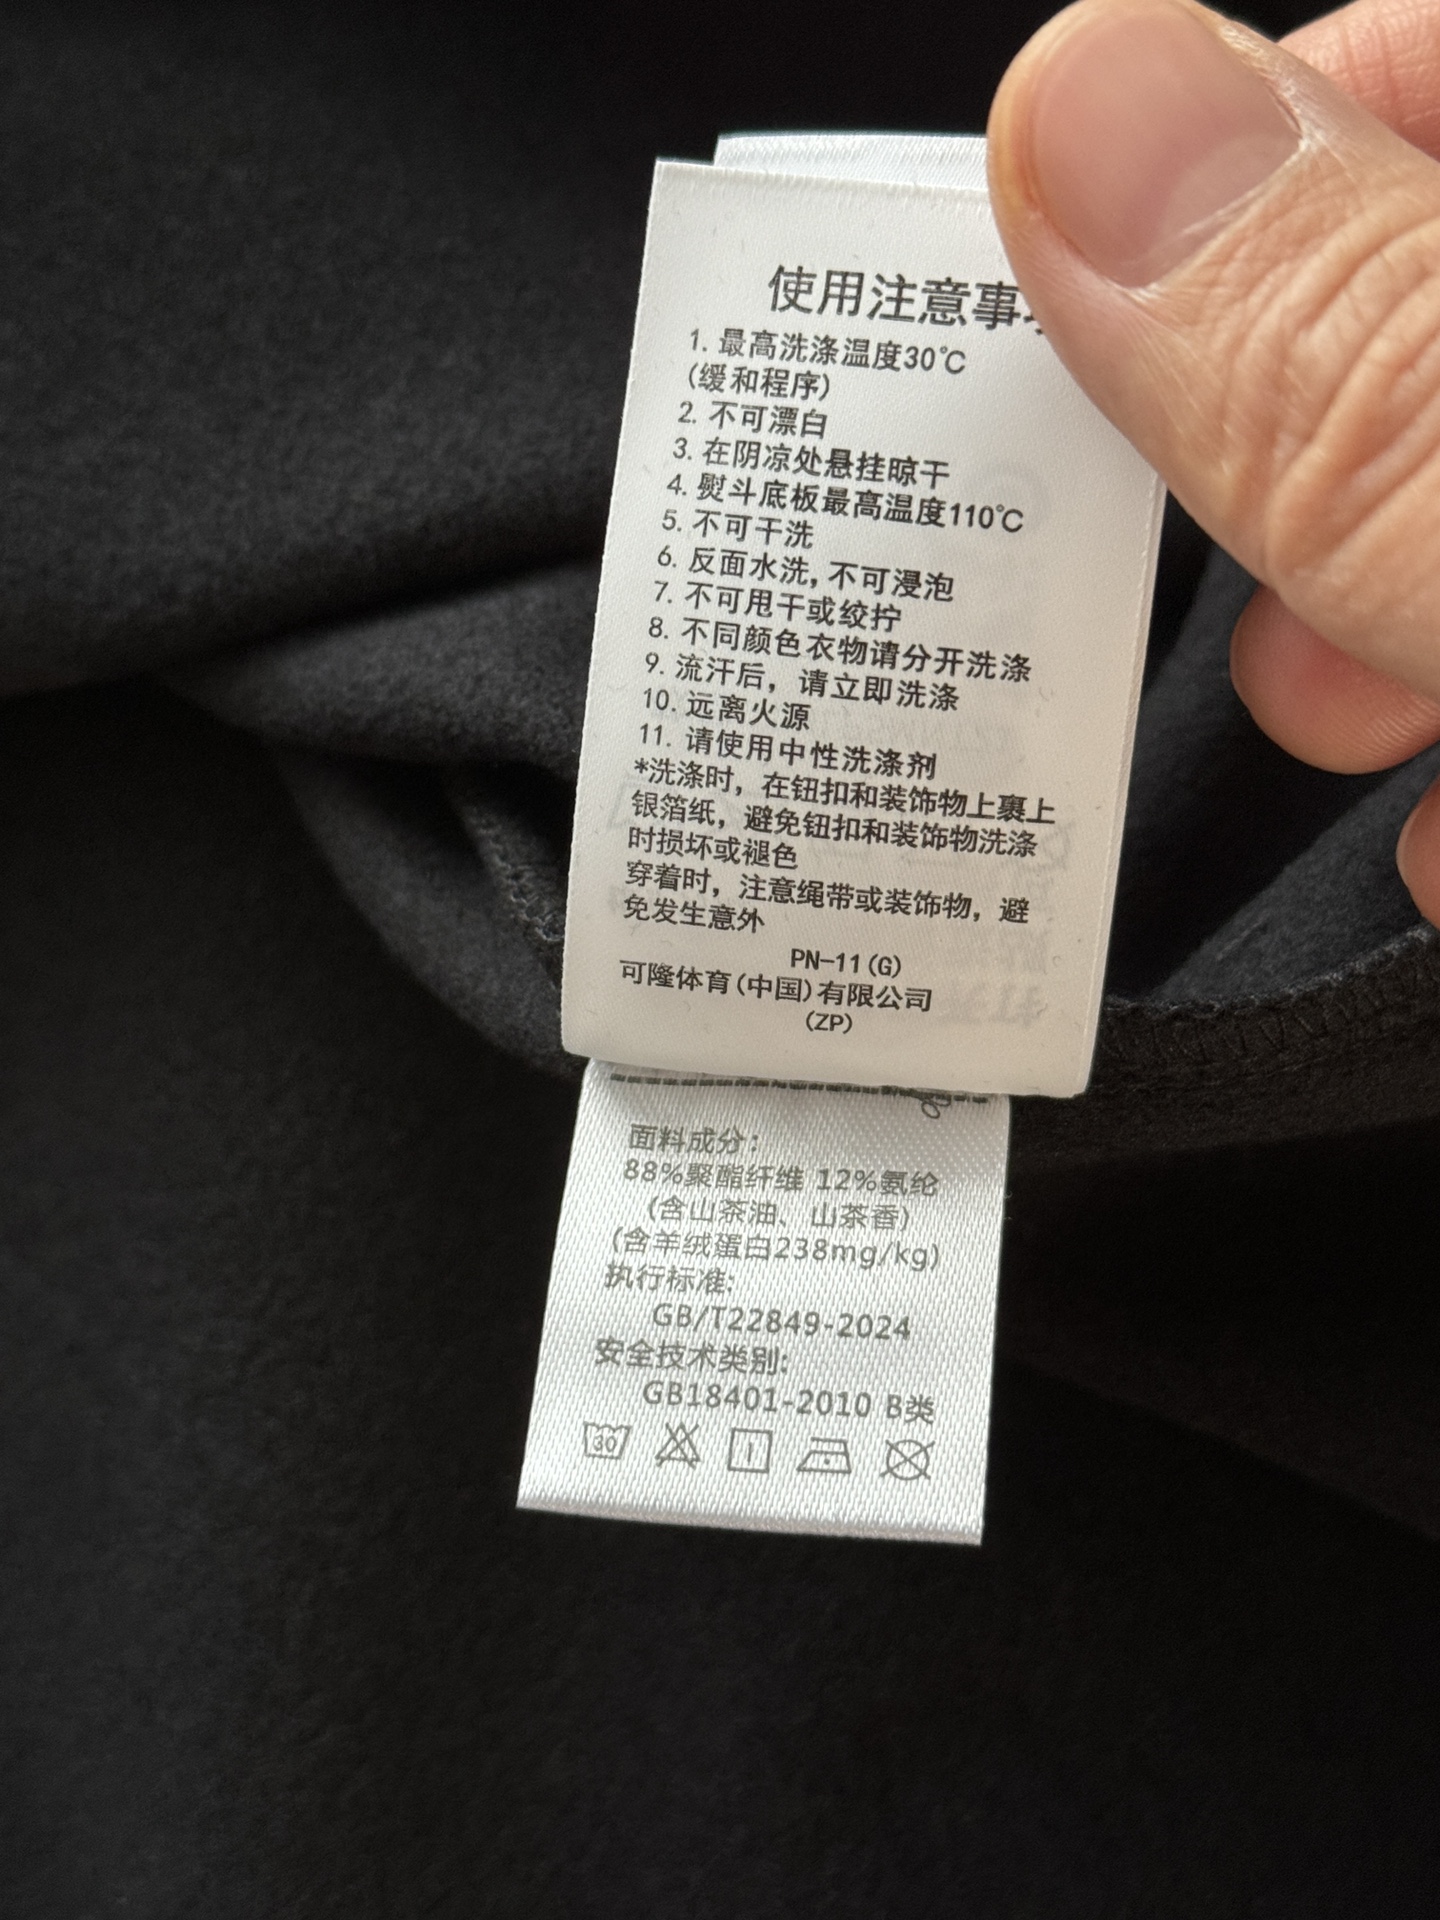 使用注意事
1. 最高洗涤温度30℃
(缓和程序)
2. 不可漂白
3. 在阴凉处悬挂晾干
4. 熨斗底板最高温度110℃
5. 不可干洗
6. 反面水洗, 不可浸泡
7. 不可甩干或绞拧
8. 不同颜色衣物请分开洗涤
9. 流汗后，请立即洗涤
10. 远离火源
11. 请使用中性洗涤剂
*洗涤时，在钮扣和装饰物上裹上
银箔纸，避免钮扣和装饰物洗涤
时损坏或褪色
穿着时，注意绳带或装饰物，避
免发生意外
PN-11(G)
可隆体育(中国)有限公司
(ZP)
面料成分:
88%聚酯纤维 12%氨纶
(含山茶油、山茶香)
(含羊绒蛋白238mg/kg)
执行标准:
GB/T22849-2024
安全技术类别:
GB18401-2010 B类
30